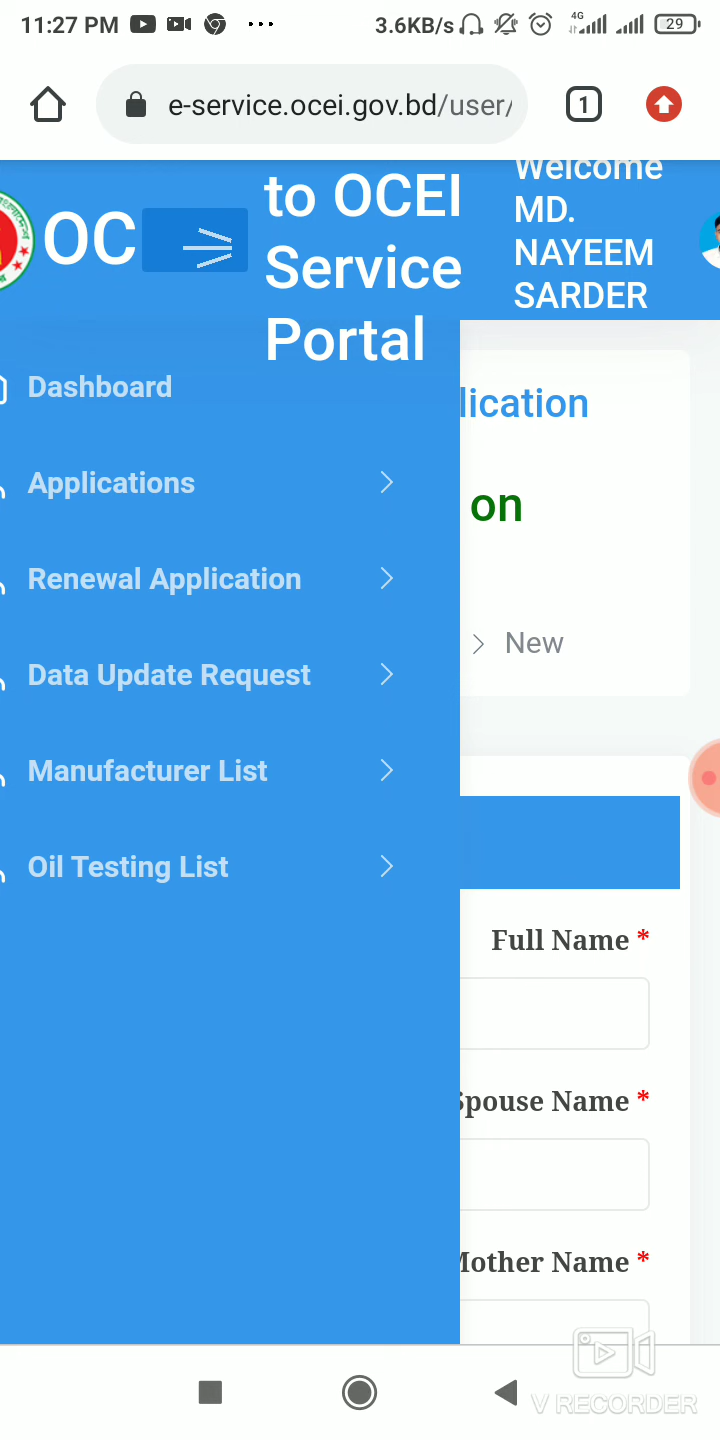 11:27 PM
3.6KB/s
4G
29
e-service.ocei.gov.bd/user/
1
OC
to OCEI
Service
Portal
Welcome
MD.
NAYEEM
SARDER
Dashboard
Applications
Renewal Application
Data Update Request
Manufacturer List
Oil Testing List
lication
on
New
Full Name *
Spouse Name *
Mother Name *
V RECORDER